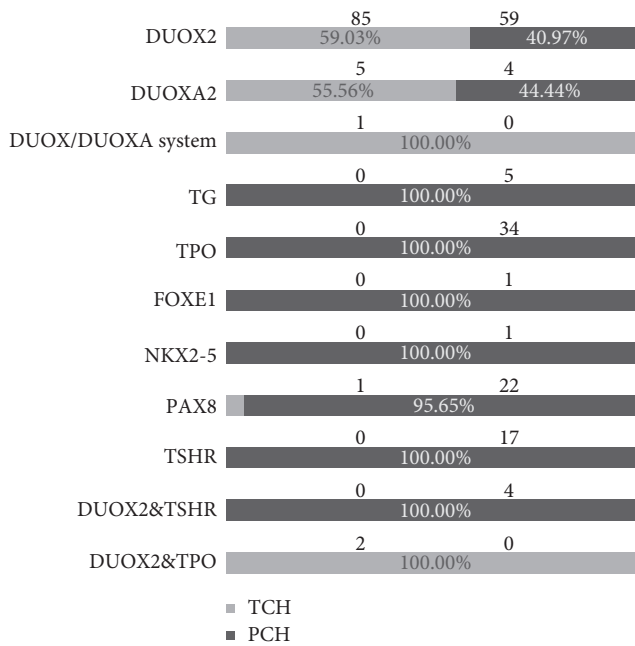 85 59
DUOX2 59.03% 40.97%
5 4
DUOXA2 55.56% 44.44%
1 0
DUOX/DUOXA system 100.00%
0 5
TG 100.00%
0 34
TPO 100.00%
0 1
FOXE1 100.00%
0 1
NKX2-5 100.00%
1 22
PAX8 95.65%
0 17
TSHR 100.00%
0 4
DUOX2&TSHR 100.00%
2 0
DUOX2&TPO 100.00%
TCH
PCH